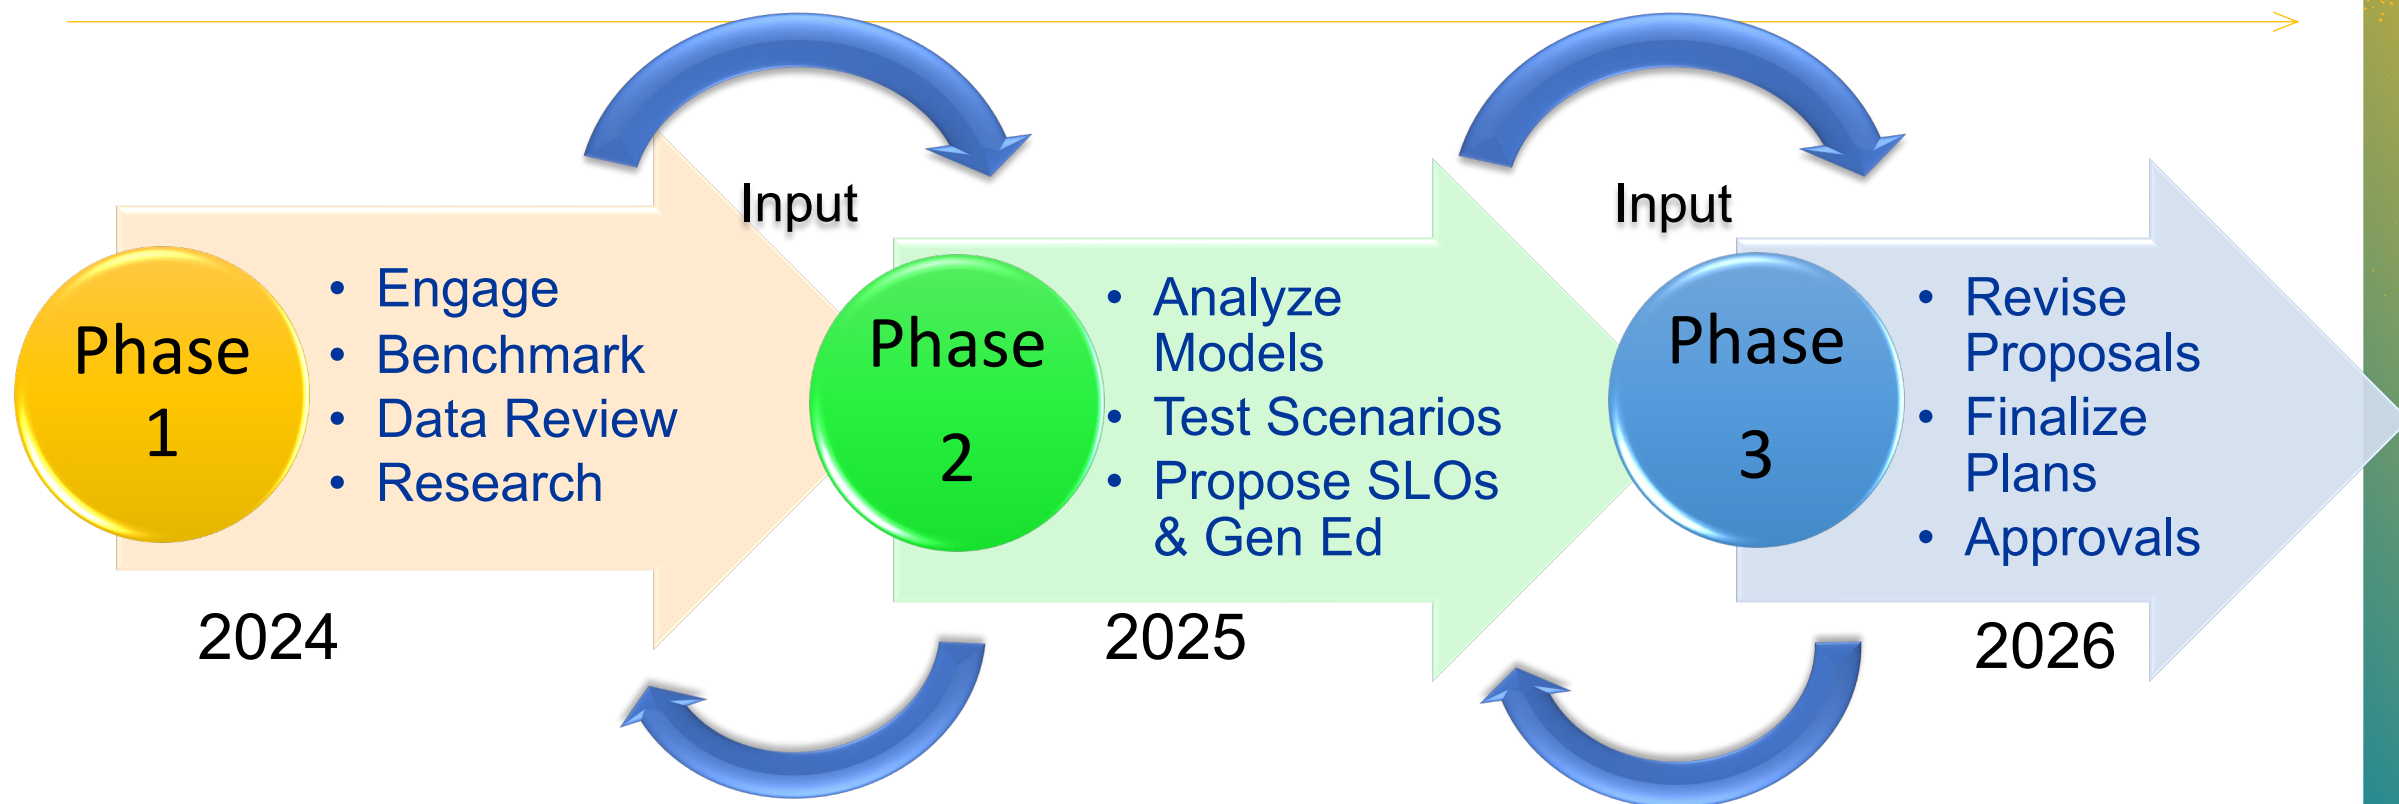 Input
Input
Phase
1
• Engage
• Benchmark
• Data Review
• Research
2024
Phase
2
• Analyze
Models
• Test Scenarios
• Propose SLOs
& Gen Ed
2025
Phase
3
• Revise
Proposals
• Finalize
Plans
• Approvals
2026